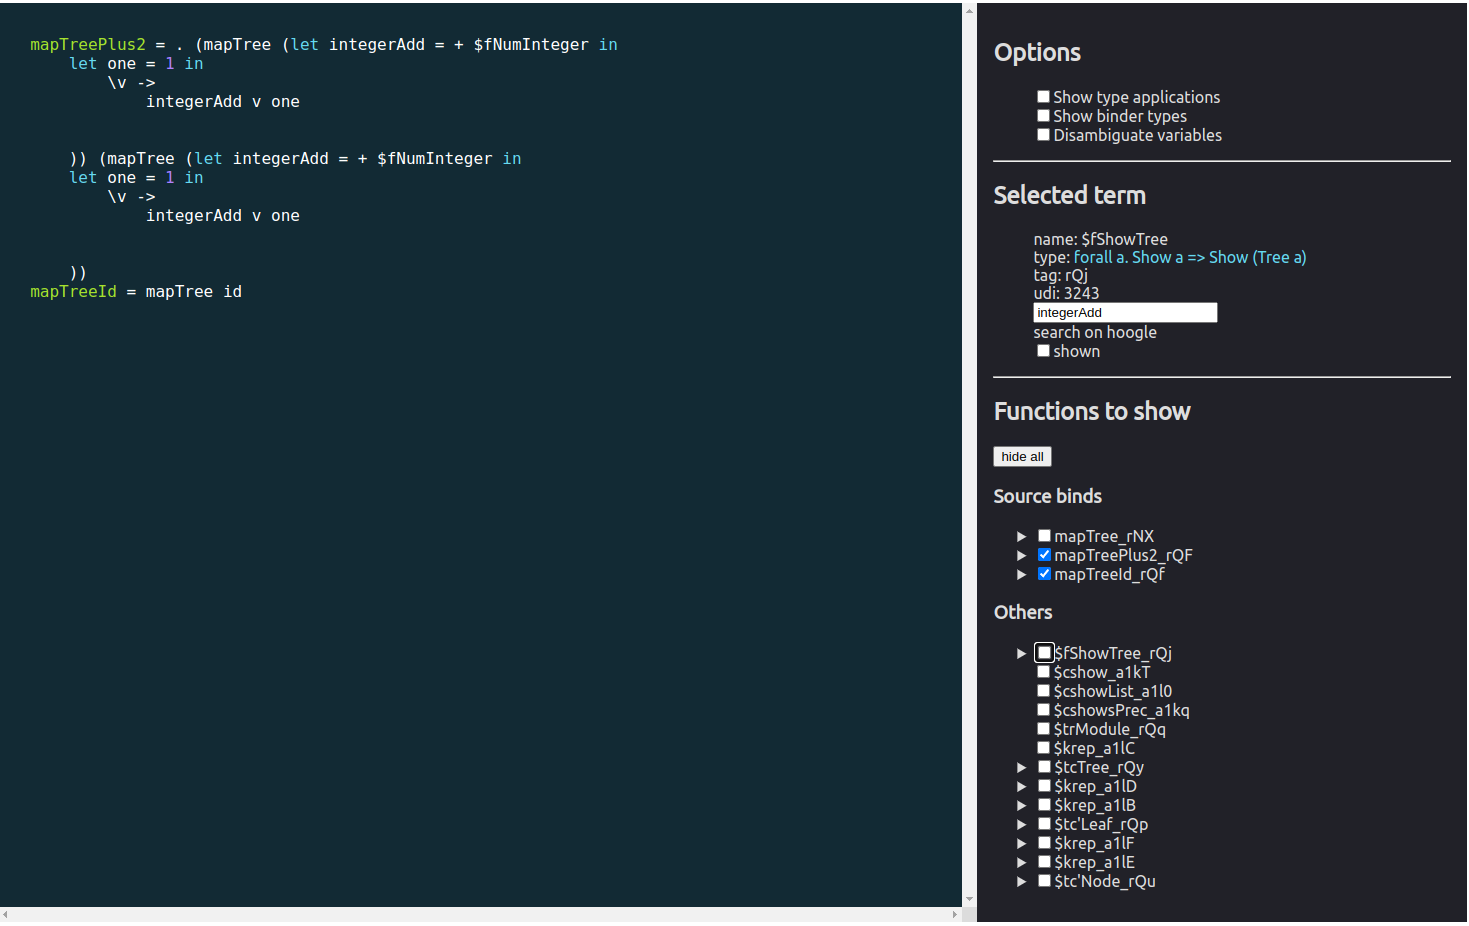 mapTreePlus2 = . (mapTree (let integerAdd = + $fNumInteger in
let one = 1 in
\v ->
integerAdd v one
)) (mapTree (let integerAdd = + $fNumInteger in
let one = 1 in
\v ->
integerAdd v one
))
mapTreeId = mapTree id
Options
Show type applications
Show binder types
Disambiguate variables
Selected term
name: $fShowTree
type: forall a. Show a => Show (Tree a)
tag: rQj
udi: 3243
integerAdd
search on hoogle
shown
Functions to show
hide all
Source binds
mapTree_rNX
mapTreePlus2_rQF
mapTreeId_rQf
Others
$fShowTree_rQj
$cshow_a1kT
$cshowList_a1l0
$cshowsPrec_a1kq
$trModule_rQq
$krep_a1lC
$tcTree_rQy
$krep_a1lD
$krep_a1lB
$tc'Leaf_rQp
$krep_a1lF
$krep_a1lE
$tc'Node_rQu